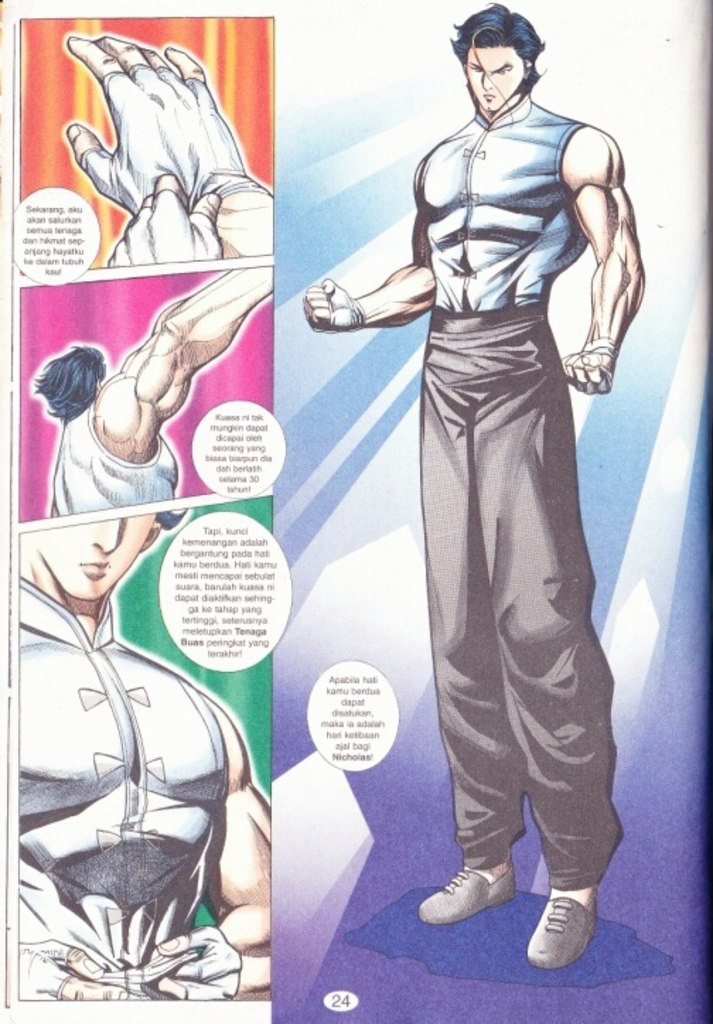 Sekarang, aku
akan salurkan
semua tenaga
dan hikmat sep-
anjang hayatku
ke dalam tubuh
kau!
Kuasa ni tak
mungkin dapat
dicapai oleh
seorang yang
biasa biarpun dia
dah berlatih
selama 30
tahun!
Tapi, kunci
kemenangan adalah
bergantung pada hati
kamu berdua. Hati kamu
mesti mencapai sebulat
suara, barulah kuasa ni
dapat diaktifkan sehing-
ga ke tahap yang
tertinggi, seterusnya
meletupkan Tenaga
Buas peringkat yang
terakhir!
Apabila hati
kamu berdua
dapat
disatukan,
maka ia adalah
hari ketibaan
ajal bagi
Nicholas!
24